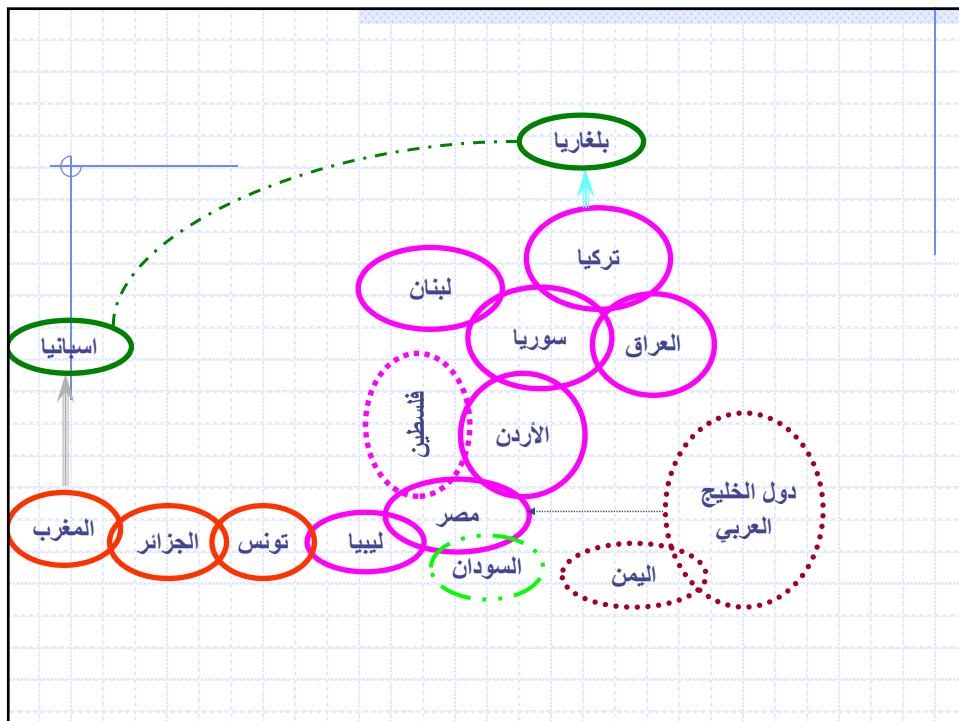 بلغاريا
تركيا
لبنان
سوريا
العراق
اسبانيا
فلسطين
الأردن
دول الخليج
العربي
مصر
المغرب
الجزائر
تونس
ليبيا
السودان
اليمن